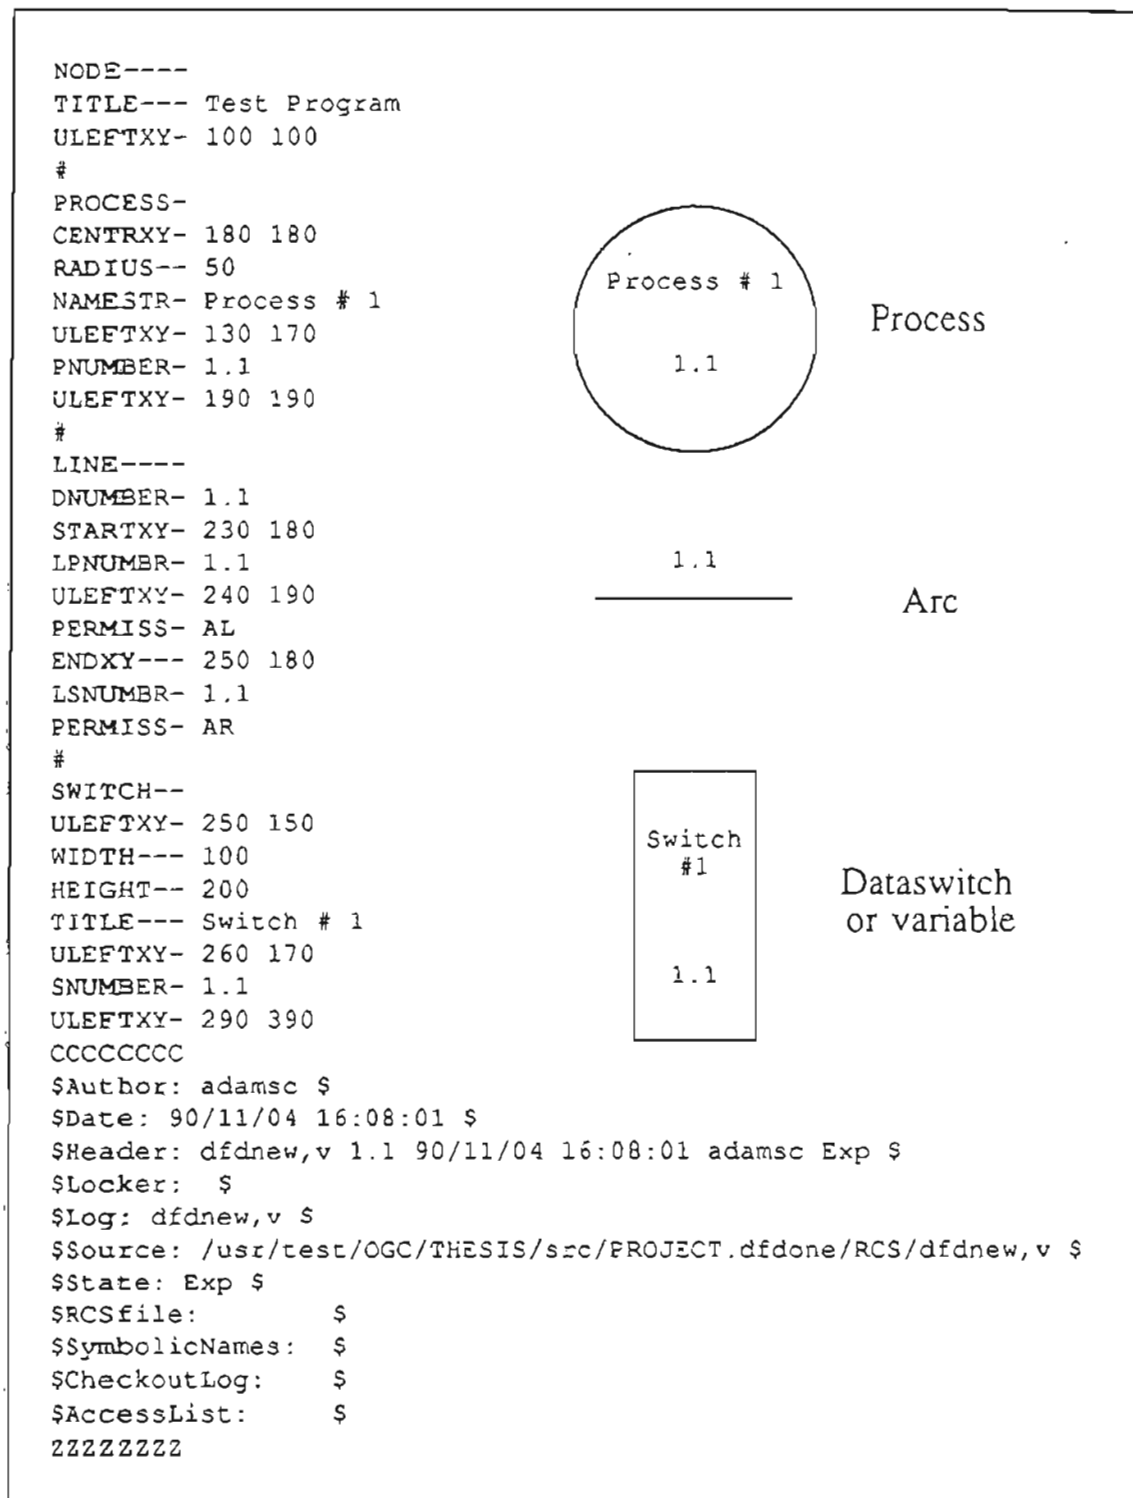 NODE----
TITLE--- Test Program
ULEFTXY- 100 100
#
PROCESS-
CENTRXY- 180 180
RADIUS-- 50
NAMESTR- Process # 1
ULEFTXY- 130 170
PNUMBER- 1.1
ULEFTXY- 190 190
#
LINE----
DNUMBER- 1.1
STARTXY- 230 180
LPNUMBR- 1.1
ULEFTXY- 240 190
PERMISS- AL
ENDXY--- 250 180
LSNUMBR- 1.1
PERMISS- AR
#
SWITCH--
ULEFTXY- 250 150
WIDTH--- 100
HEIGHT-- 200
TITLE--- Switch # 1
ULEFTXY- 260 170
SNUMBER- 1.1
ULEFTXY- 290 390
CCCCCCCC
$Author: adamsc $
$Date: 90/11/04 16:08:01 $
$Header: dfdnew,v 1.1 90/11/04 16:08:01 adamsc Exp $
$Locker:  $
$Log: dfdnew,v $
$Source: /usr/test/OGC/THESIS/src/PROJECT.dfdone/RCS/dfdnew,v $
$State: Exp $
$RCSfile:        $
$SymbolicNames:  $
$CheckoutLog:    $
$AccessList:     $
ZZZZZZZZ
Process # 1
1.1
Process
1.1
Arc
Switch
#1
1.1
Dataswitch
or variable